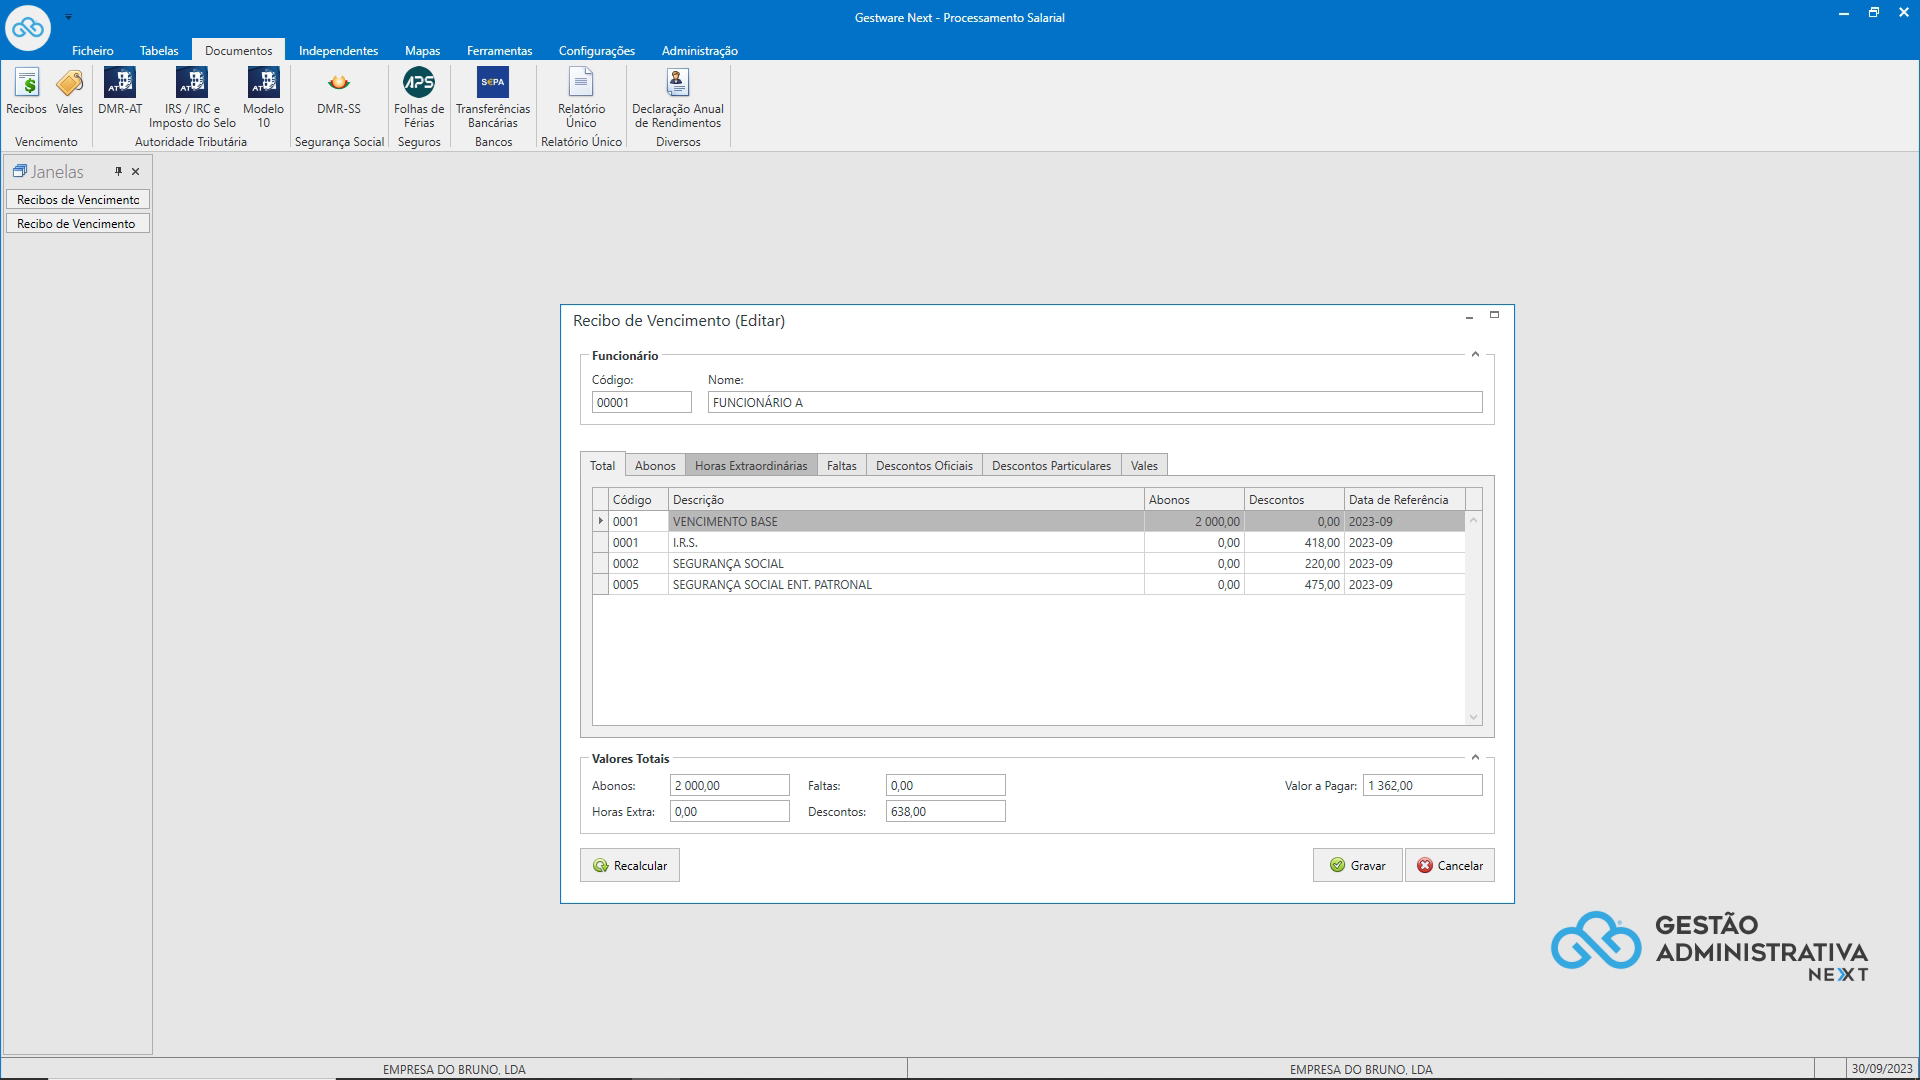 Gestware Next - Processamento Salarial
Ficheiro Tabelas Documentos Independentes Mapas Ferramentas Configurações Administração
Recibos Vales
Vencimento
AT AT AT
DMR-AT IRS / IRC e Imposto do Selo Modelo 10
Autoridade Tributária
DMR-SS
Segurança Social
APS
Folhas de Férias
Seguros
S€PA
Transferências Bancárias
Bancos
Relatório Único
Relatório Único
Declaração Anual de Rendimentos
Diversos
Janelas
Recibos de Vencimento
Recibo de Vencimento
Recibo de Vencimento (Editar)
Funcionário
Código: Nome:
00001 FUNCIONÁRIO A
Total Abonos Horas Extraordinárias Faltas Descontos Oficiais Descontos Particulares Vales
Código Descrição Abonos Descontos Data de Referência
0001 VENCIMENTO BASE 2 000,00 0,00 2023-09
0001 I.R.S. 0,00 418,00 2023-09
0002 SEGURANÇA SOCIAL 0,00 220,00 2023-09
0005 SEGURANÇA SOCIAL ENT. PATRONAL 0,00 475,00 2023-09
Valores Totais
Abonos: 2 000,00 Faltas: 0,00 Valor a Pagar: 1 362,00
Horas Extra: 0,00 Descontos: 638,00
Recalcular Gravar Cancelar
GESTÃO
ADMINISTRATIVA
NEXT
EMPRESA DO BRUNO, LDA EMPRESA DO BRUNO, LDA 30/09/2023